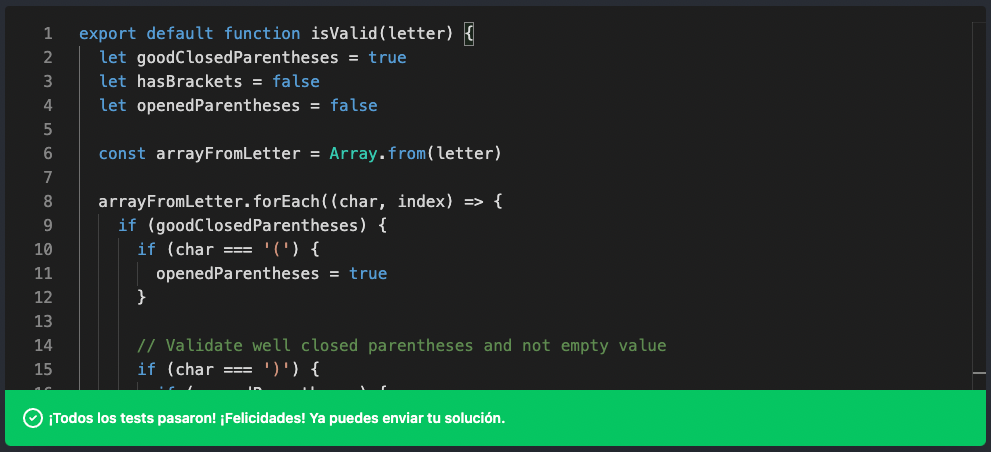 1 export default function isValid(letter) {
2 let goodClosedParentheses = true
3 let hasBrackets = false
4 let openedParentheses = false
5
6 const arrayFromLetter = Array.from(letter)
7
8 arrayFromLetter.forEach((char, index) => {
9 if (goodClosedParentheses) {
10 if (char === '(') {
11 openedParentheses = true
12 }
13
14 // Validate well closed parentheses and not empty value
15 if (char === ')') {
¡Todos los tests pasaron! ¡Felicidades! Ya puedes enviar tu solución.